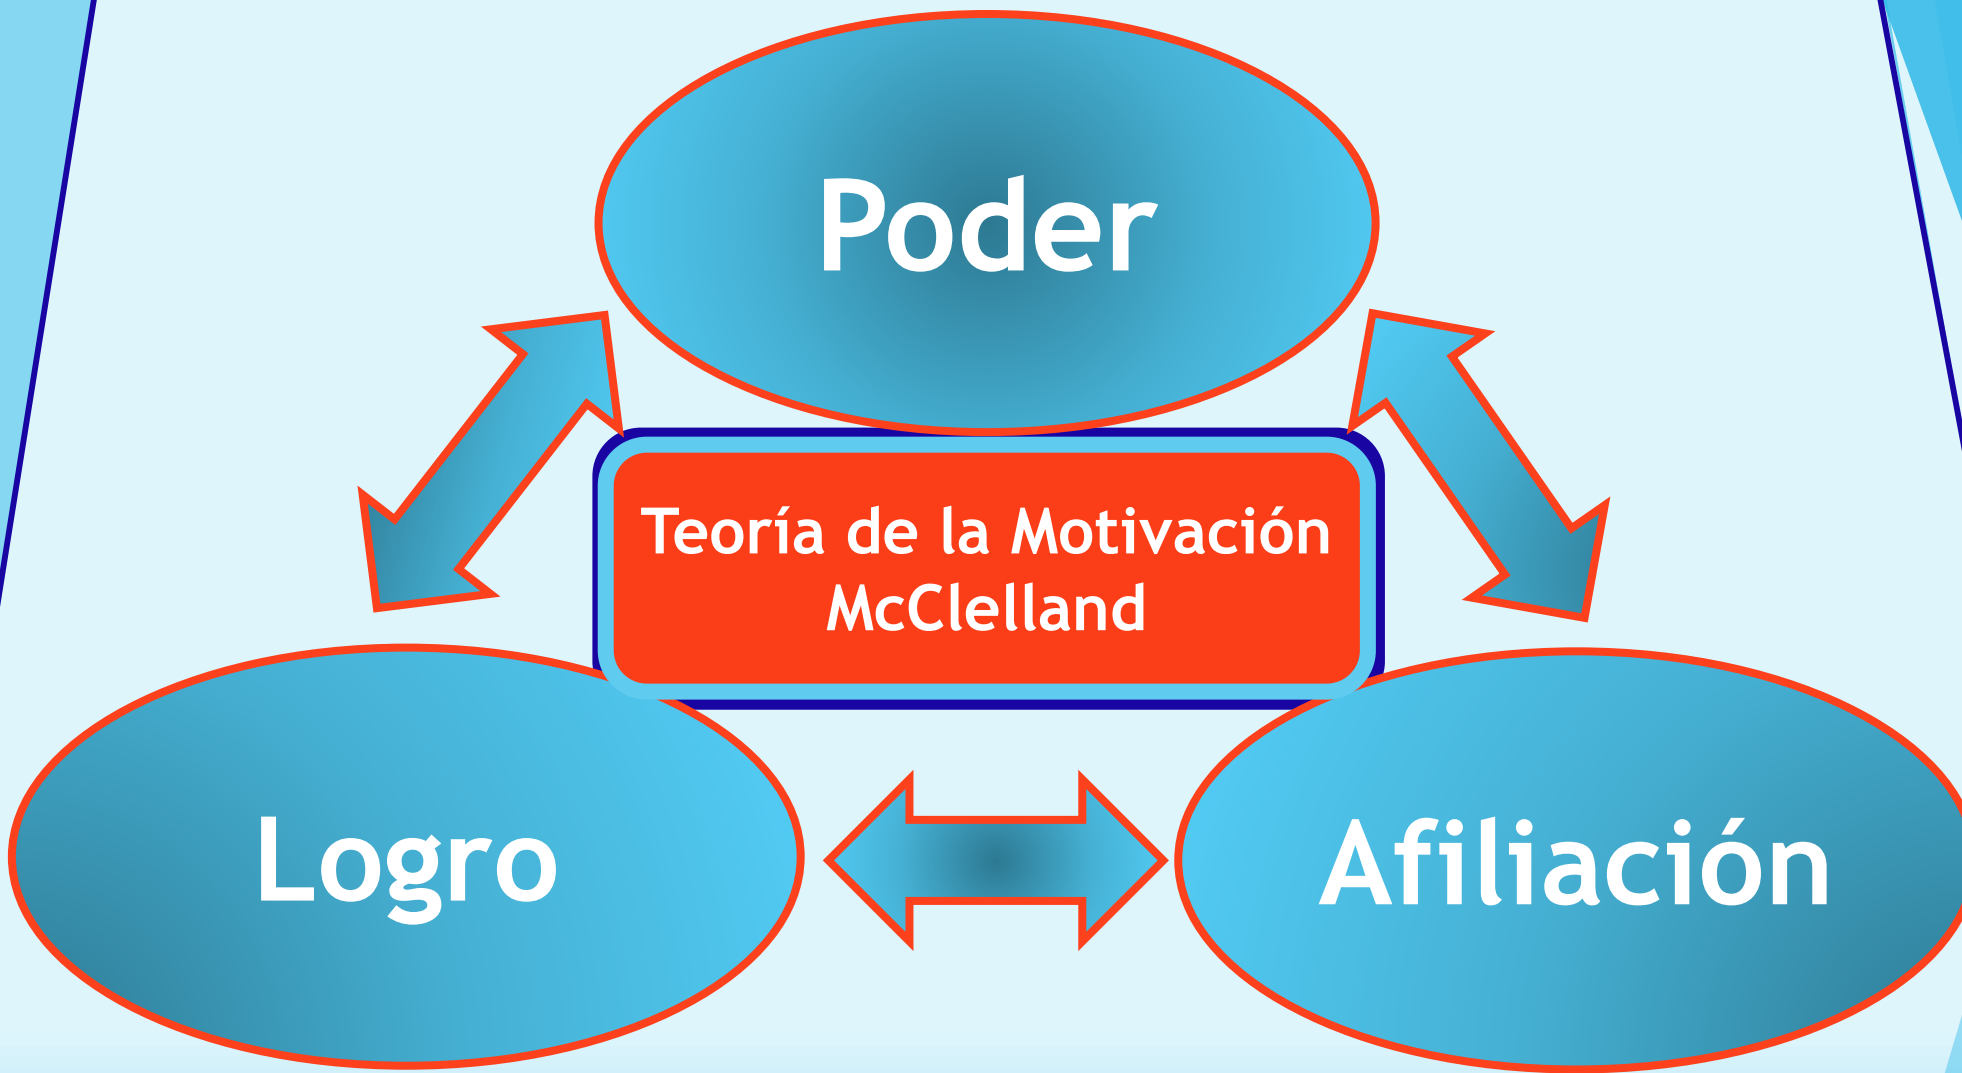 Poder
Teoría de la Motivación
McClelland
Logro
Afiliación